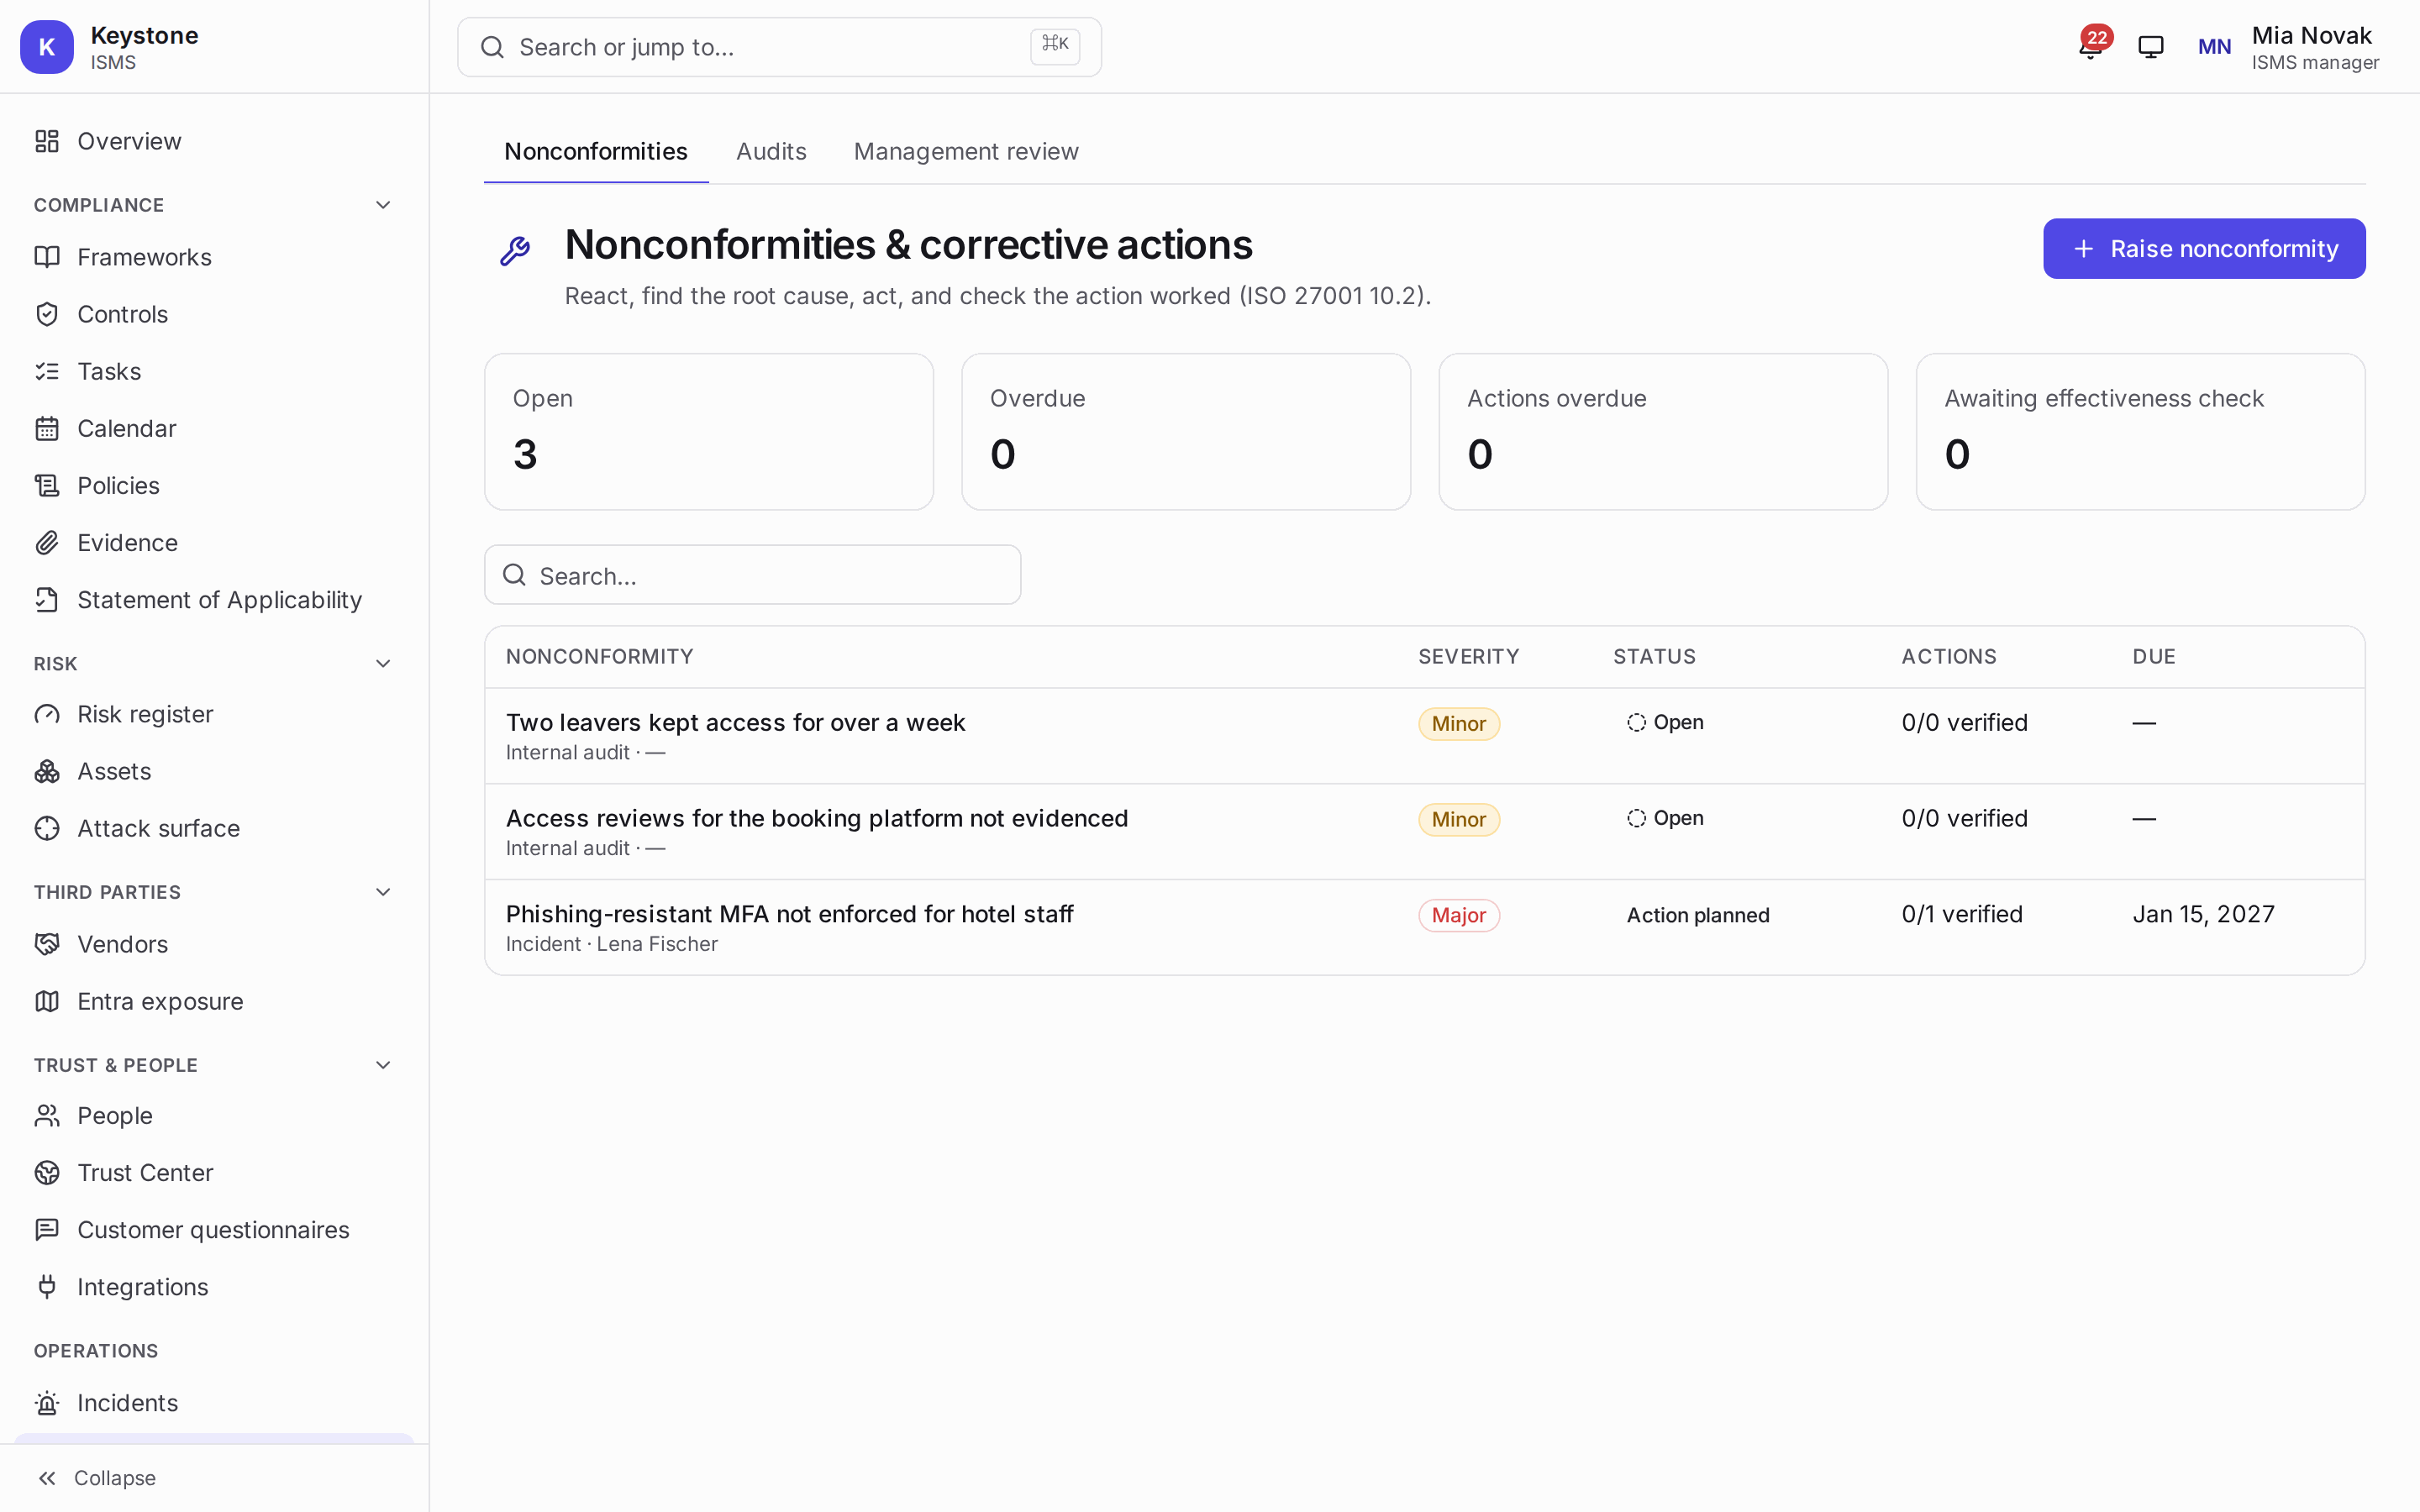 K
Keystone
ISMS
Search or jump to...
⌘K
22
MN
Mia Novak
ISMS manager
Overview
COMPLIANCE
Frameworks
Controls
Tasks
Calendar
Policies
Evidence
Statement of Applicability
RISK
Risk register
Assets
Attack surface
THIRD PARTIES
Vendors
Entra exposure
TRUST & PEOPLE
People
Trust Center
Customer questionnaires
Integrations
OPERATIONS
Incidents
Collapse
Nonconformities
Audits
Management review
Nonconformities & corrective actions
React, find the root cause, act, and check the action worked (ISO 27001 10.2).
Raise nonconformity
Open
3
Overdue
0
Actions overdue
0
Awaiting effectiveness check
0
Search...
NONCONFORMITY SEVERITY STATUS ACTIONS DUE
Two leavers kept access for over a week Minor Open 0/0 verified —
Internal audit · —
Access reviews for the booking platform not evidenced Minor Open 0/0 verified —
Internal audit · —
Phishing-resistant MFA not enforced for hotel staff Major Action planned 0/1 verified Jan 15, 2027
Incident · Lena Fischer